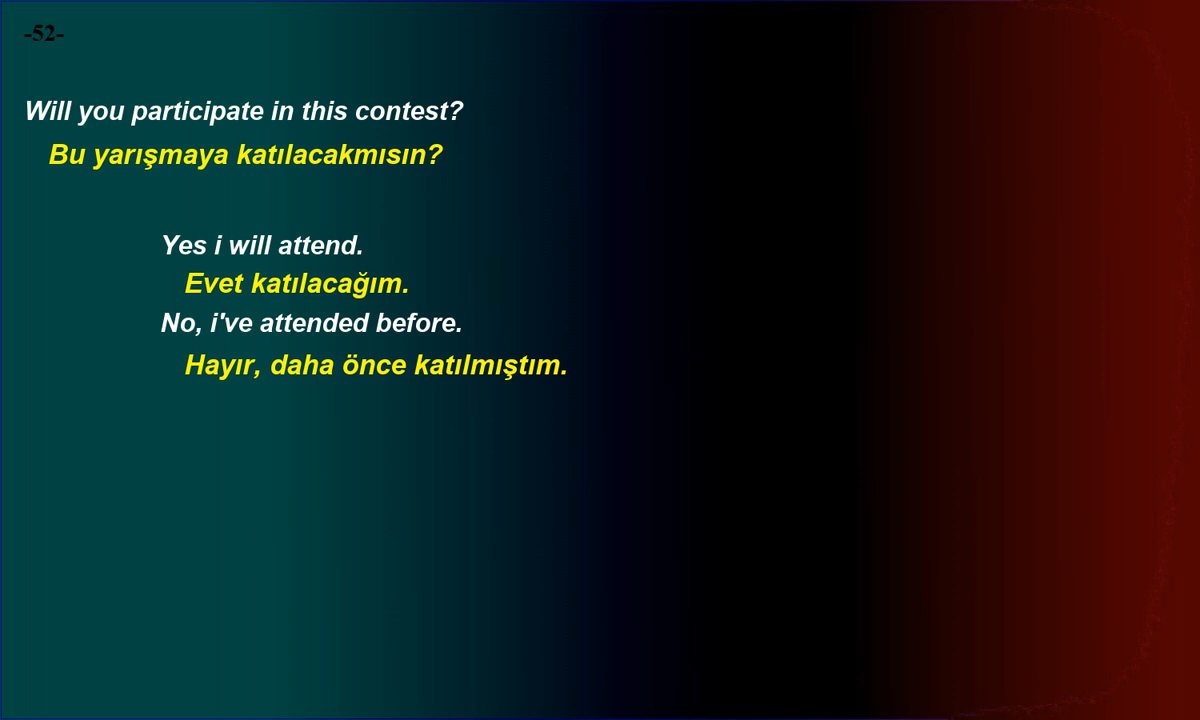 -52-
Will you participate in this contest?
Bu yarışmaya katılacakmısın?
Yes i will attend.
Evet katılacağım.
No, i've attended before.
Hayır, daha önce katılmıştım.